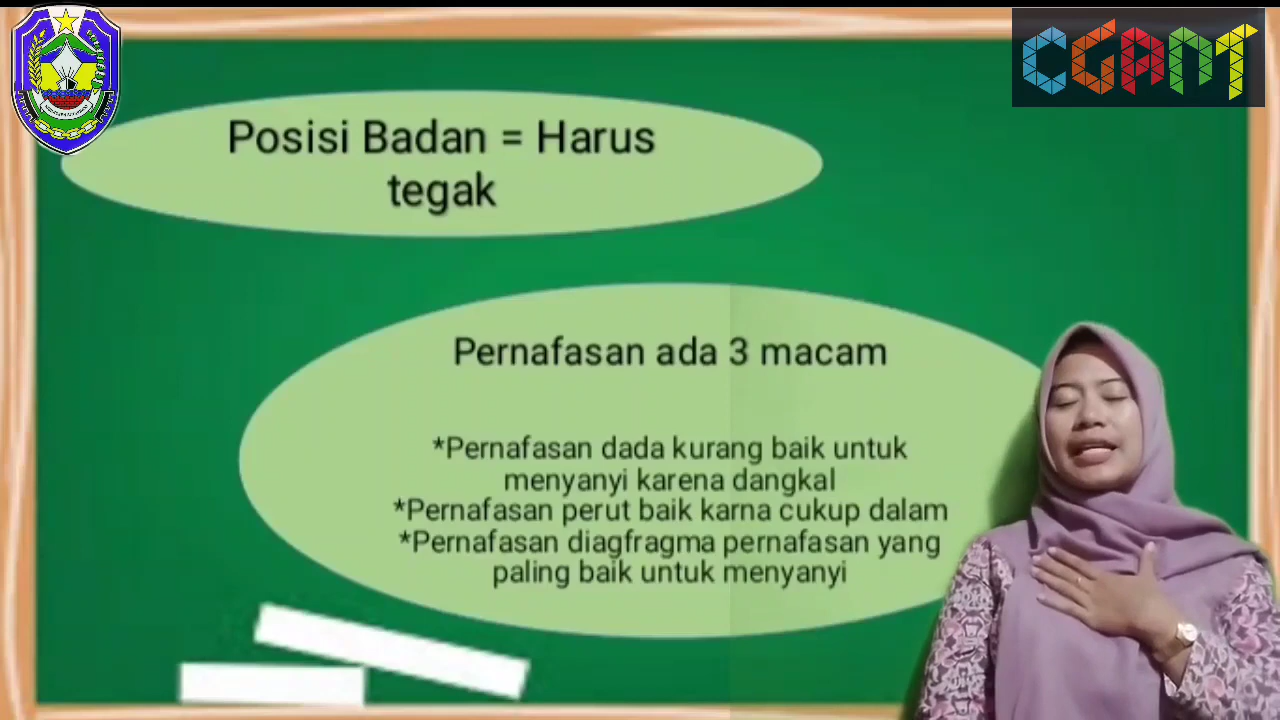 CGANT
Posisi Badan = Harus
tegak
Pernafasan ada 3 macam
*Pernafasan dada kurang baik untuk
menyanyi karena dangkal
*Pernafasan perut baik karna cukup dalam
*Pernafasan diagfragma pernafasan yang
paling baik untuk menyanyi